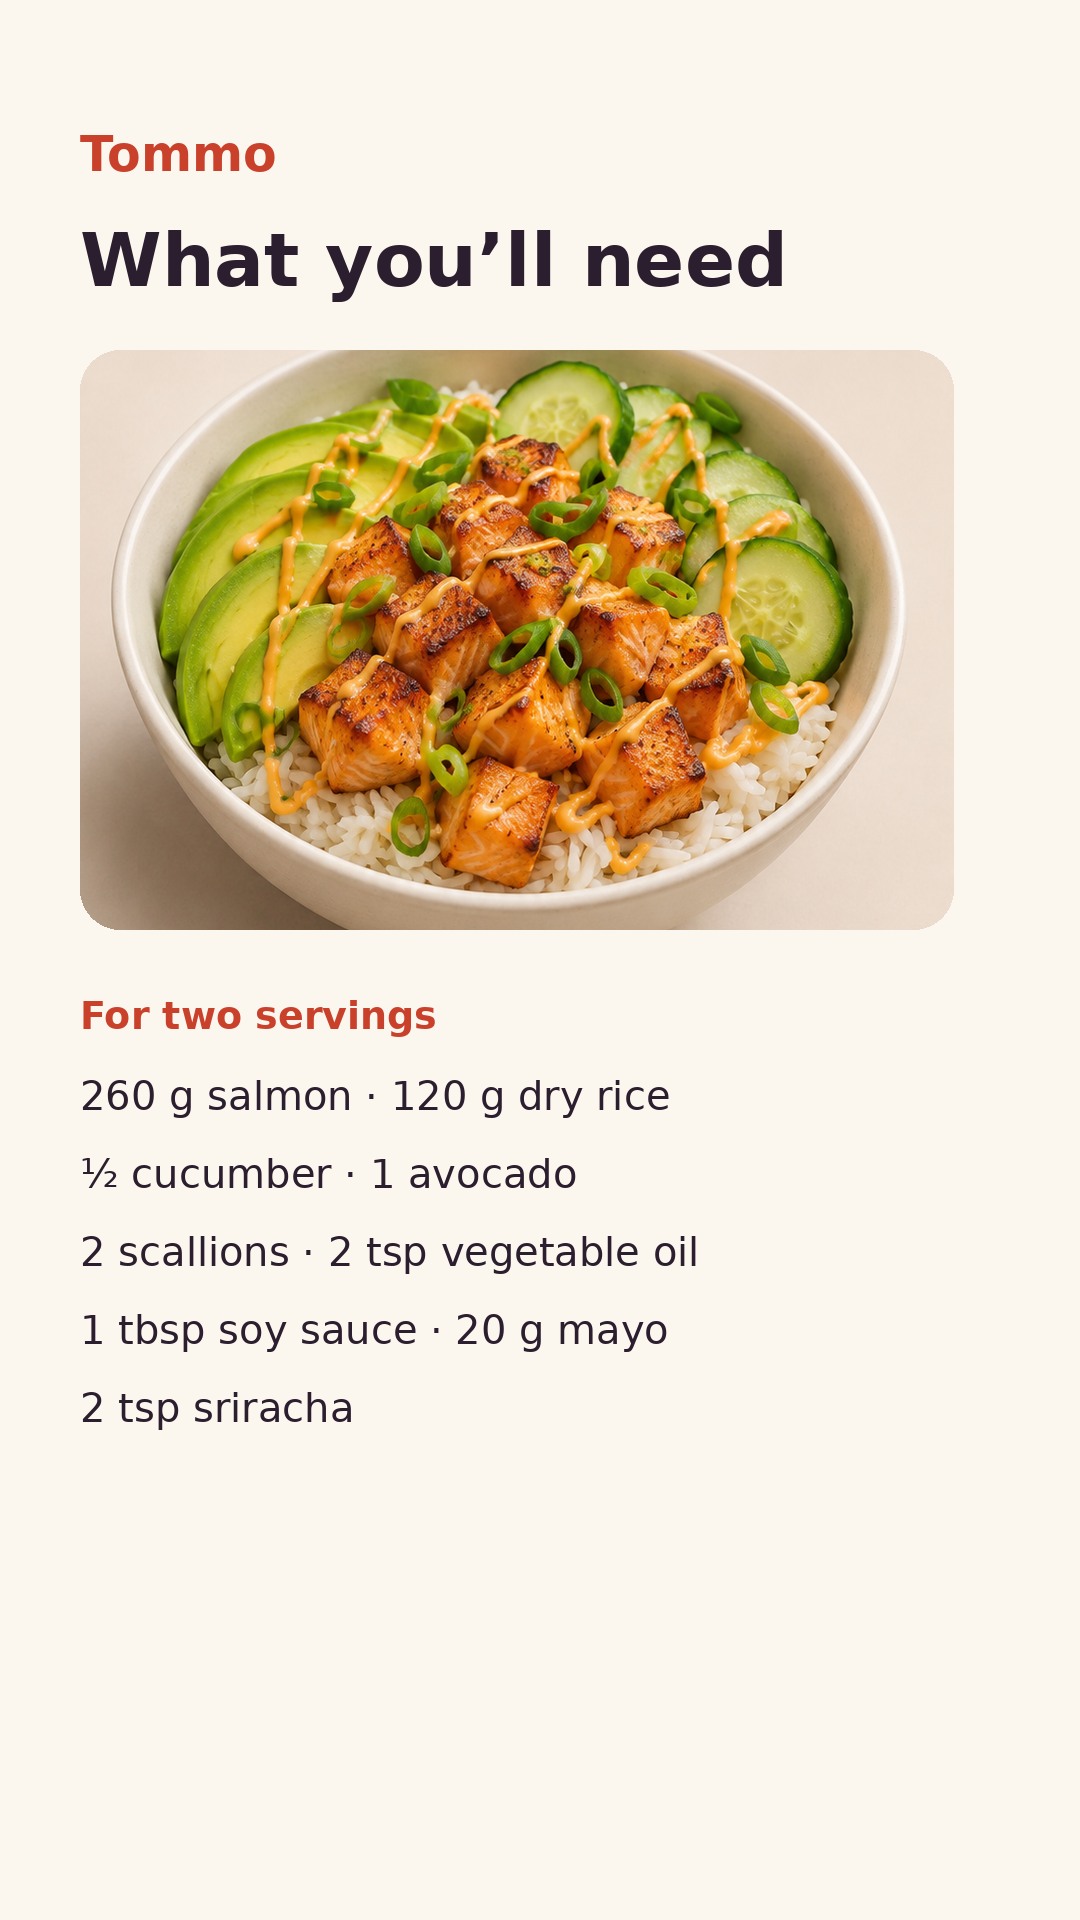 Tommo
What you’ll need
For two servings
260 g salmon · 120 g dry rice
½ cucumber · 1 avocado
2 scallions · 2 tsp vegetable oil
1 tbsp soy sauce · 20 g mayo
2 tsp sriracha